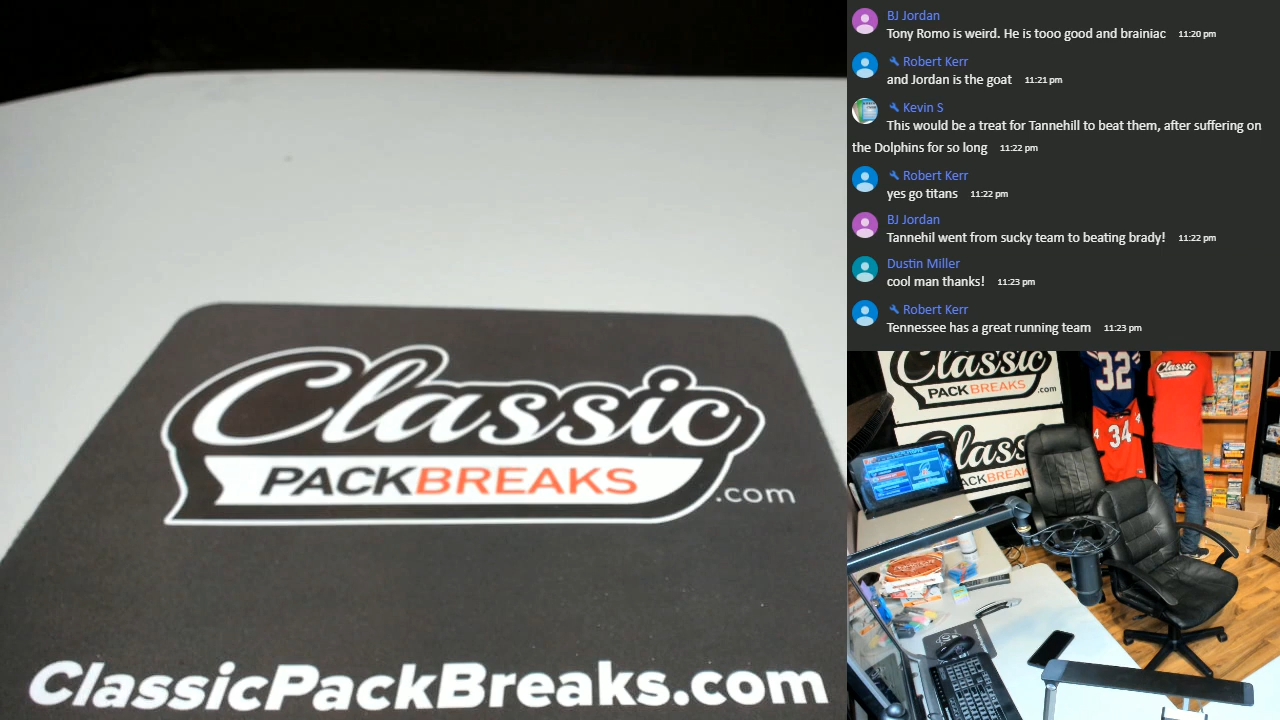 BJ Jordan
Tony Romo is weird. He is tooo good and brainiac 11:20 pm
Robert Kerr
and Jordan is the goat 11:21 pm
Kevin S
This would be a treat for Tannehill to beat them, after suffering on
the Dolphins for so long 11:22 pm
Robert Kerr
yes go titans 11:22 pm
BJ Jordan
Tannehil went from sucky team to beating brady! 11:22 pm
Dustin Miller
cool man thanks! 11:23 pm
Robert Kerr
Tennessee has a great running team 11:23 pm
Classic
PACKBREAKS
.com
ClassicPackBreaks.com
Classic
PACKBREAKS.com
Classic
PACKBREAKS
32
4 34 4
Classic